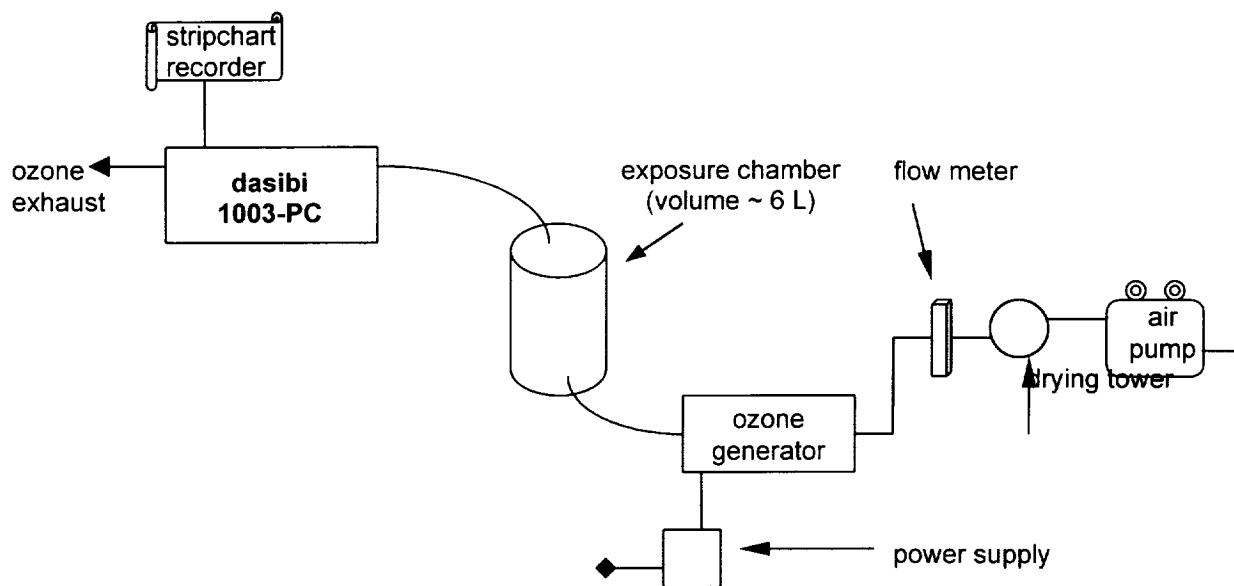 stripchart
recorder
ozone
exhaust
dasibi
1003-PC
exposure chamber
(volume ~ 6 L)
flow meter
air
pump
drying tower
ozone
generator
power supply